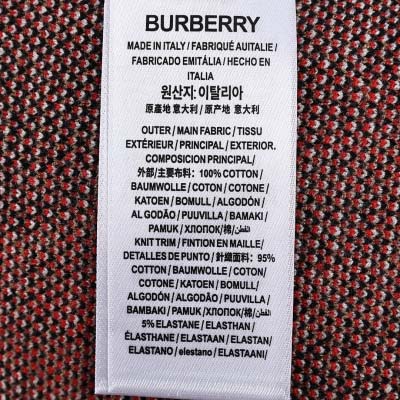 BURBERRY
MADE IN ITALY / FABRIQUÉ AUITALIE /
FABRICADO EMITÁLIA / HECHO EN
ITALIA
원산지: 이탈리아
原產地 意大利 / 原产地 意大利
OUTER / MAIN FABRIC / TISSU
EXTÉRIEUR / PRINCIPAL / EXTERIOR.
COMPOSICION PRINCIPAL /
外部 / 主要布料 : 100% COTTON /
BAUMWOLLE / COTON / COTONE /
KATOEN / BOMULL / ALGODÓN /
AL GODÃO / PUUVILLA / BAMAKI /
PAMUK / ХЛОПОК / 棉 / القطن /
KNIT TRIM / FINTION EN MAILLE /
DETALLES DE PUNTO / 針織面料 : 95%
COTTON / BAUMWOLLE / COTON /
COTONE / KATOEN / BOMULL /
ALGODÓN / ALGODÃO / PUUVILLA /
BAMBAKI / PAMUK / ХЛОПОК / 棉 / القطن /
5% ELASTANE / ELASTHAN /
ÉLASTHANE / ELASTAAN / ELASTAN /
ELASTANO / elestano / ELASTAANI /